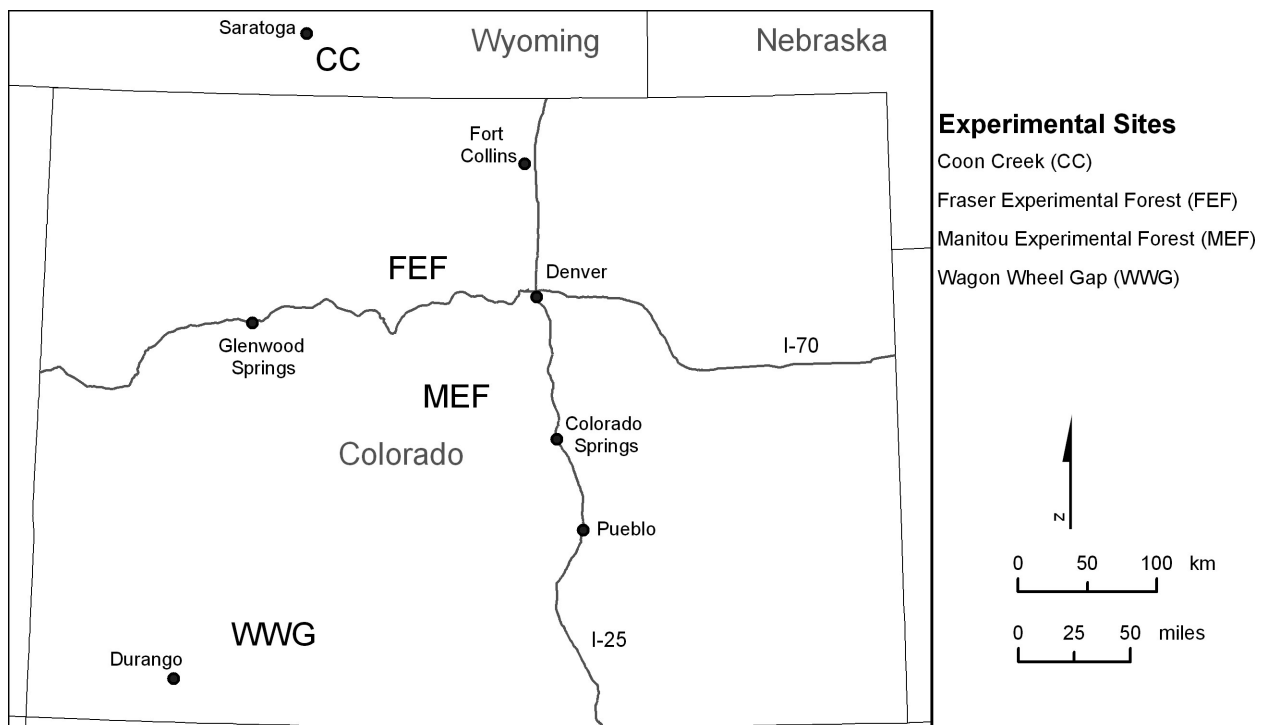 Saratoga
CC
Wyoming
Nebraska
Fort
Collins
FEF
Denver
Glenwood
Springs
I-70
MEF
Colorado
Springs
Colorado
Pueblo
WWG
I-25
Durango
Experimental Sites
Coon Creek (CC)
Fraser Experimental Forest (FEF)
Manitou Experimental Forest (MEF)
Wagon Wheel Gap (WWG)
N
0 50 100 km
0 25 50 miles